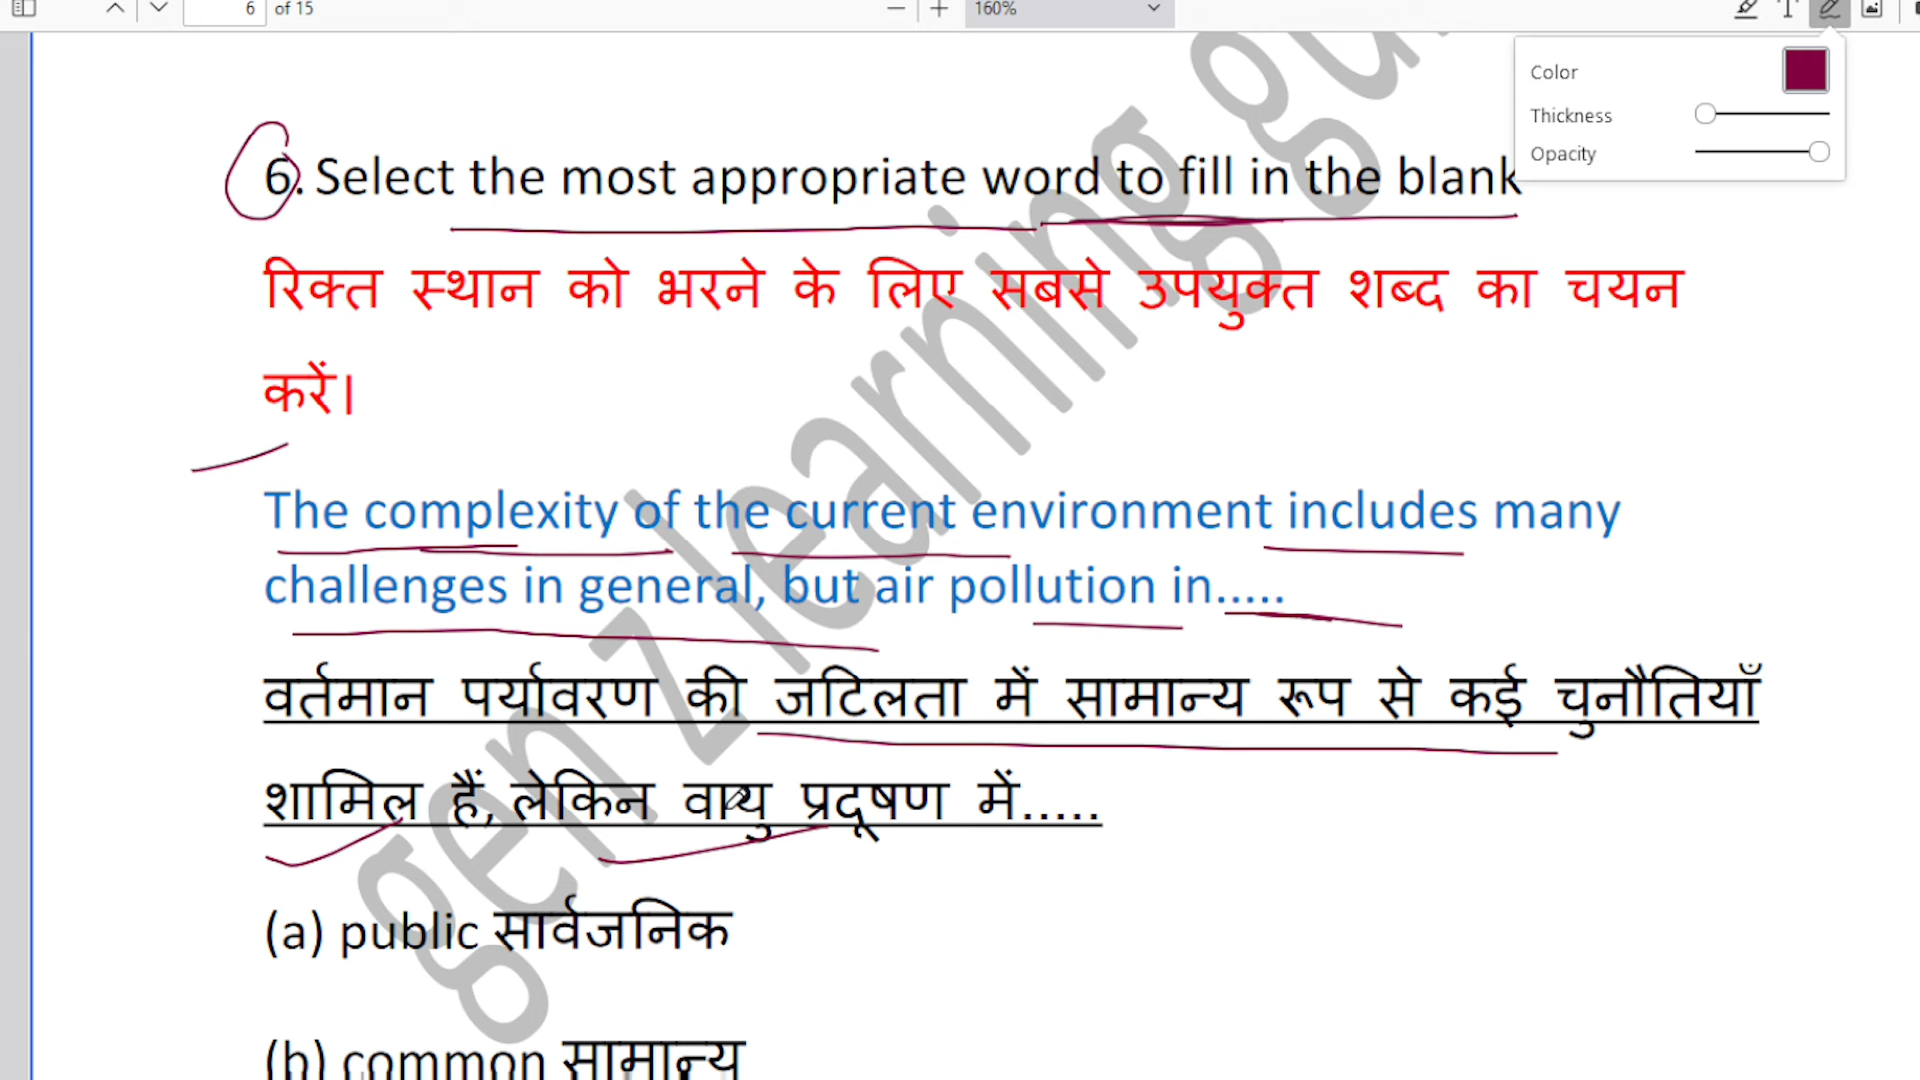 6 of 15 160%
Color
Thickness
Opacity
6. Select the most appropriate word to fill in the blank
रिक्त स्थान को भरने के लिए सबसे उपयुक्त शब्द का चयन
करें।
The complexity of the current environment includes many
challenges in general, but air pollution in.....
वर्तमान पर्यावरण की जटिलता में सामान्य रूप से कई चुनौतियाँ
शामिल हैं, लेकिन वायु प्रदूषण में.....
(a) public सार्वजनिक
(b) common सामान्य
gen z learning